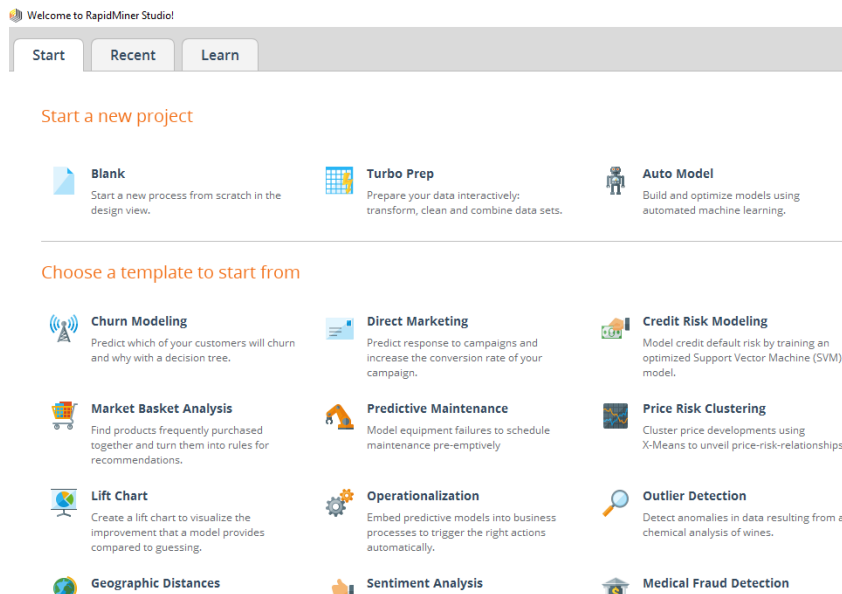 Welcome to RapidMiner Studio!
Start
Recent
Learn
Start a new project
Blank
Start a new process from scratch in the
design view.
Turbo Prep
Prepare your data interactively:
transform, clean and combine data sets.
Auto Model
Build and optimize models using
automated machine learning.
Choose a template to start from
Churn Modeling
Predict which of your customers will churn
and why with a decision tree.
Direct Marketing
Predict response to campaigns and
increase the conversion rate of your
campaign.
Credit Risk Modeling
Model credit default risk by training an
optimized Support Vector Machine (SVM)
model.
Market Basket Analysis
Find products frequently purchased
together and turn them into rules for
recommendations.
Predictive Maintenance
Model equipment failures to schedule
maintenance pre-emptively
Price Risk Clustering
Cluster price developments using
X-Means to unveil price-risk-relationships
Lift Chart
Create a lift chart to visualize the
improvement that a model provides
compared to guessing.
Operationalization
Embed predictive models into business
processes to trigger the right actions
automatically.
Outlier Detection
Detect anomalies in data resulting from a
chemical analysis of wines.
Geographic Distances
Sentiment Analysis
Medical Fraud Detection